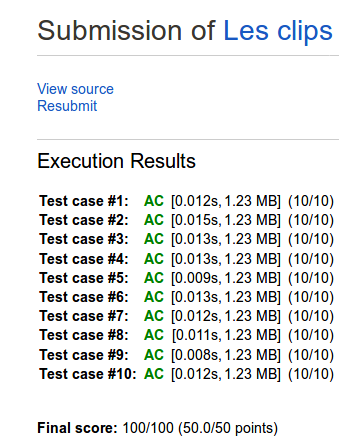 Submission of Les clips
View source
Resubmit
Execution Results
Test case #1: AC [0.012s, 1.23 MB] (10/10)
Test case #2: AC [0.015s, 1.23 MB] (10/10)
Test case #3: AC [0.013s, 1.23 MB] (10/10)
Test case #4: AC [0.013s, 1.23 MB] (10/10)
Test case #5: AC [0.009s, 1.23 MB] (10/10)
Test case #6: AC [0.013s, 1.23 MB] (10/10)
Test case #7: AC [0.012s, 1.23 MB] (10/10)
Test case #8: AC [0.011s, 1.23 MB] (10/10)
Test case #9: AC [0.008s, 1.23 MB] (10/10)
Test case #10: AC [0.012s, 1.23 MB] (10/10)
Final score: 100/100 (50.0/50 points)